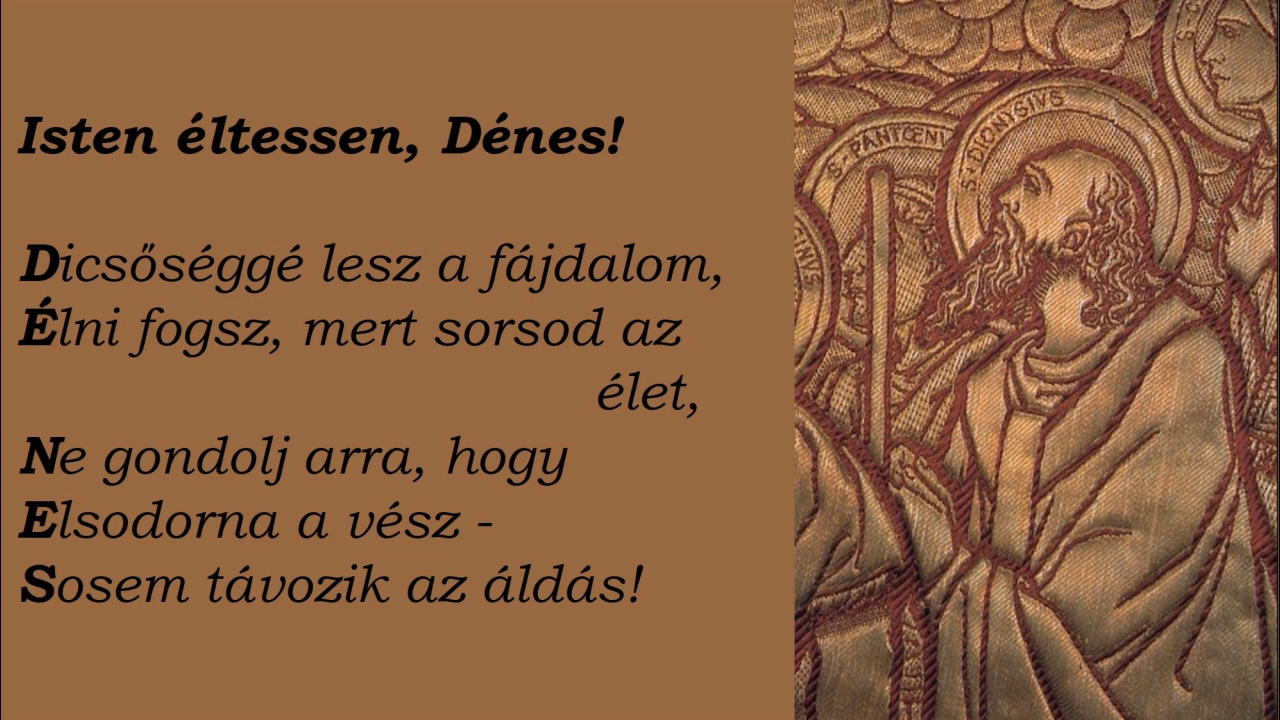 Isten éltessen, Dénes!
Dicsőséggé lesz a fájdalom,
Élni fogsz, mert sorsod az
élet,
Ne gondolj arra, hogy
Elsodorna a vész -
Sosem távozik az áldás!
S·DIONYSIVS
S·PANTŒNI
S·C